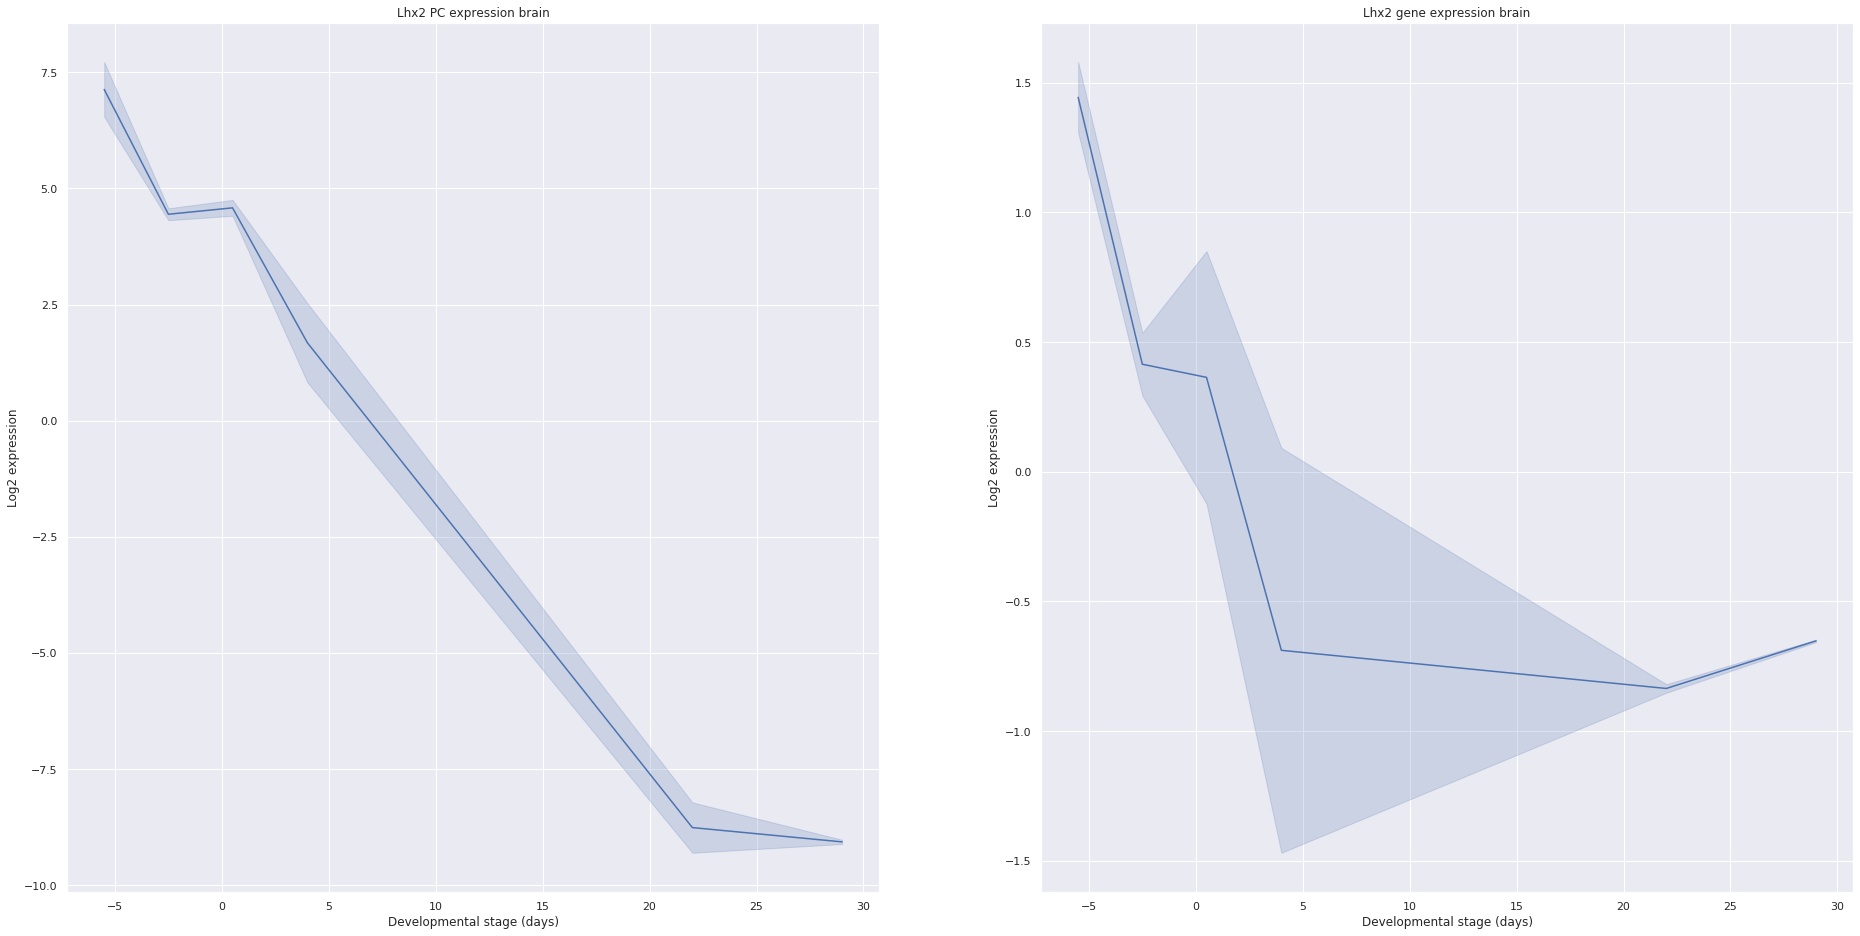 Lhx2 PC expression brain
Log2 expression
7.5
5.0
2.5
0.0
−2.5
−5.0
−7.5
−10.0
−5 0 5 10 15 20 25 30
Developmental stage (days)
Lhx2 gene expression brain
Log2 expression
1.5
1.0
0.5
0.0
−0.5
−1.0
−1.5
−5 0 5 10 15 20 25 30
Developmental stage (days)